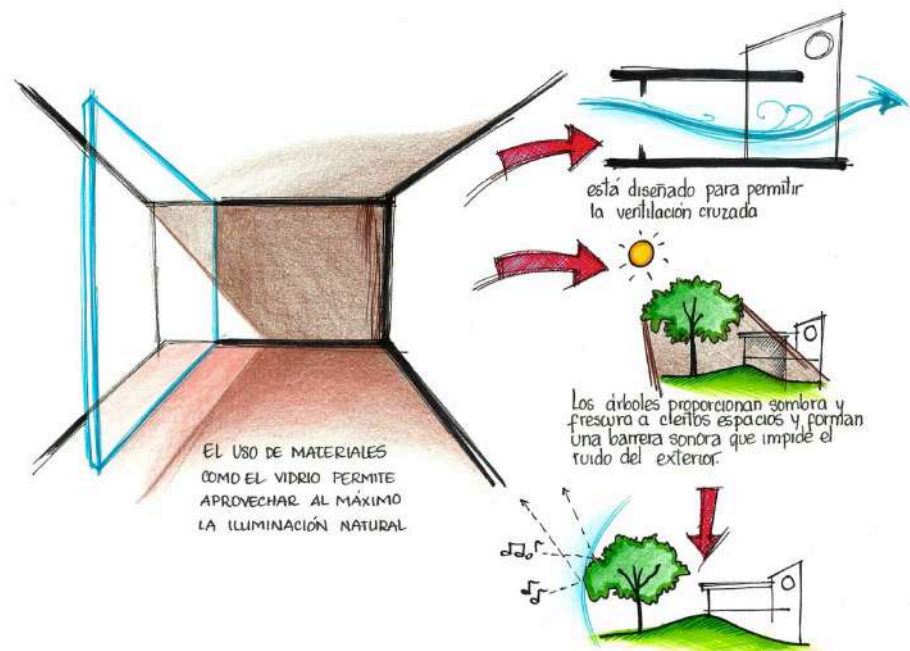 EL USO DE MATERIALES
COMO EL VIDRIO PERMITE
APROVECHAR AL MÁXIMO
LA ILUMINACIÓN NATURAL
está diseñado para permitir
la ventilación cruzada
Los árboles proporcionan sombra y
frescura a ciertos espacios y forman
una barrera sonora que impide el
ruido del exterior.